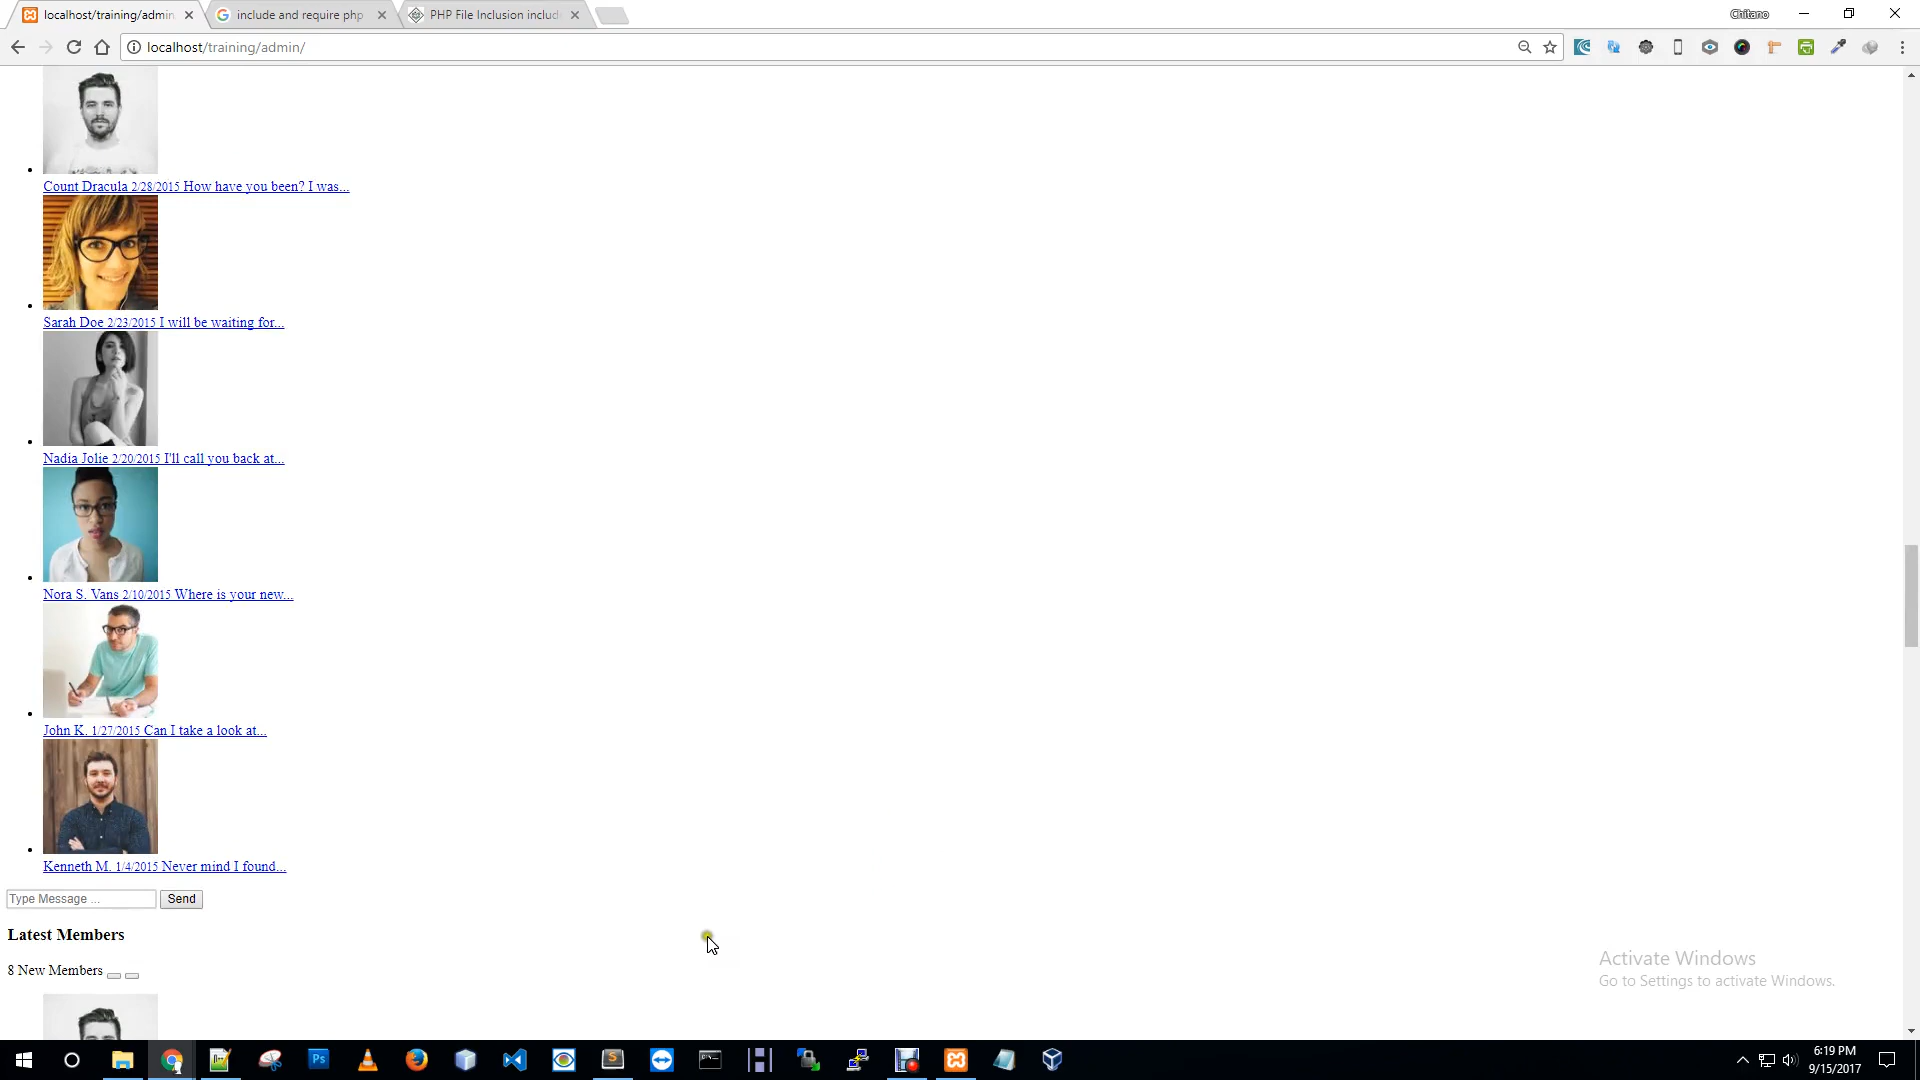 localhost/training/admin
include and require php
PHP File Inclusion includ
Chitano
localhost/training/admin/
Count Dracula 2/28/2015 How have you been? I was...
Sarah Doe 2/23/2015 I will be waiting for...
Nadia Jolie 2/20/2015 I'll call you back at...
Nora S. Vans 2/10/2015 Where is your new...
John K. 1/27/2015 Can I take a look at...
Kenneth M. 1/4/2015 Never mind I found...
Type Message ... Send
Latest Members
8 New Members
Activate Windows
Go to Settings to activate Windows.
6:19 PM
9/15/2017